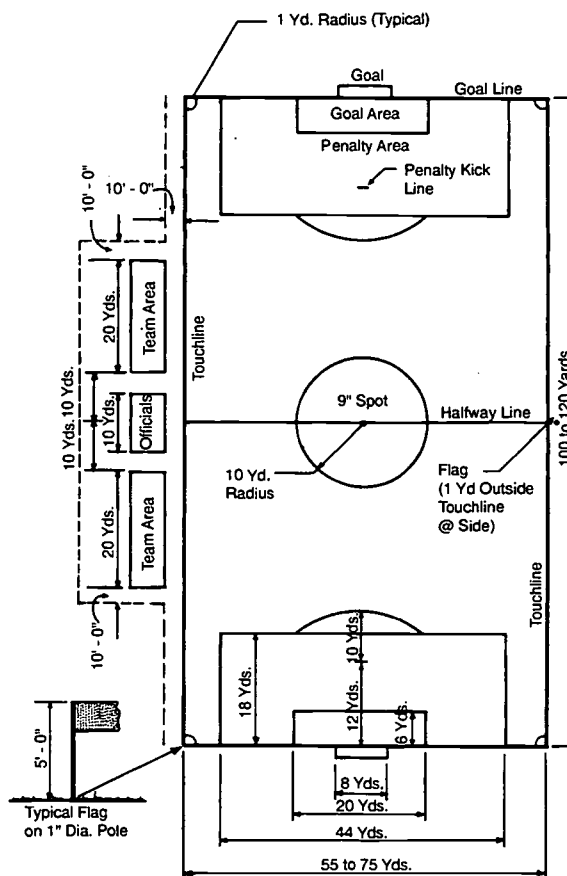 1 Yd. Radius (Typical)
Goal
Goal Line
Goal Area
Penalty Area
Penalty Kick
Line
10' - 0"
10' - 0"
20 Yds.
Team Area
Touchline
10 Yds.
10 Yds.
10 Yds.
Officials
9" Spot
Halfway Line
100 to 120 Yards
10 Yd.
Radius
Flag
(1 Yd Outside
Touchline
@ Side)
20 Yds.
Team Area
Touchline
10' - 0"
10 Yds.
18 Yds.
12 Yds.
6 Yds.
5' - 0"
Typical Flag
on 1" Dia. Pole
8 Yds.
20 Yds.
44 Yds.
55 to 75 Yds.